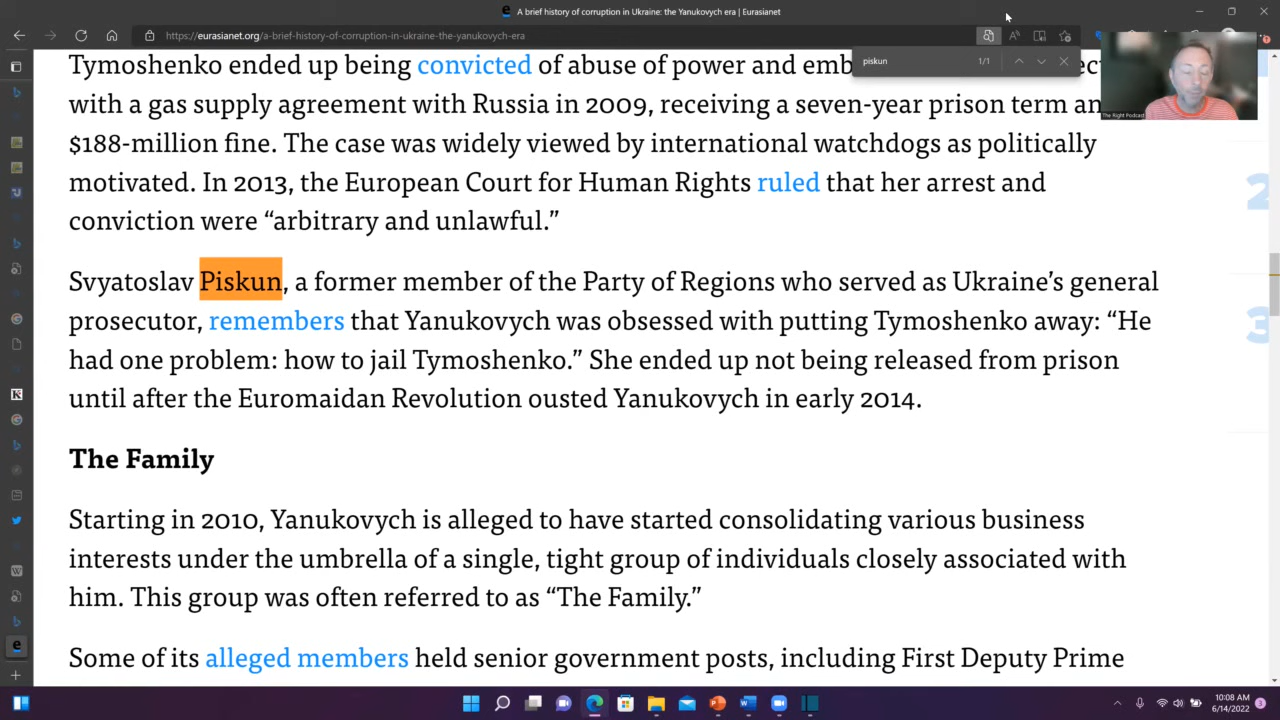 A brief history of corruption in Ukraine: the Yanukovych era | Eurasianet
https://eurasianet.org/a-brief-history-of-corruption-in-ukraine-the-yanukovych-era
piskun 1/1
The Right Podcast
Tymoshenko ended up being convicted of abuse of power and emb
with a gas supply agreement with Russia in 2009, receiving a seven-year prison term an
$188-million fine. The case was widely viewed by international watchdogs as politically
motivated. In 2013, the European Court for Human Rights ruled that her arrest and
conviction were “arbitrary and unlawful.”
2
Svyatoslav Piskun, a former member of the Party of Regions who served as Ukraine’s general
prosecutor, remembers that Yanukovych was obsessed with putting Tymoshenko away: “He
had one problem: how to jail Tymoshenko.” She ended up not being released from prison
until after the Euromaidan Revolution ousted Yanukovych in early 2014.
3
The Family
Starting in 2010, Yanukovych is alleged to have started consolidating various business
interests under the umbrella of a single, tight group of individuals closely associated with
him. This group was often referred to as “The Family.”
Some of its alleged members held senior government posts, including First Deputy Prime
10:08 AM
6/14/2022